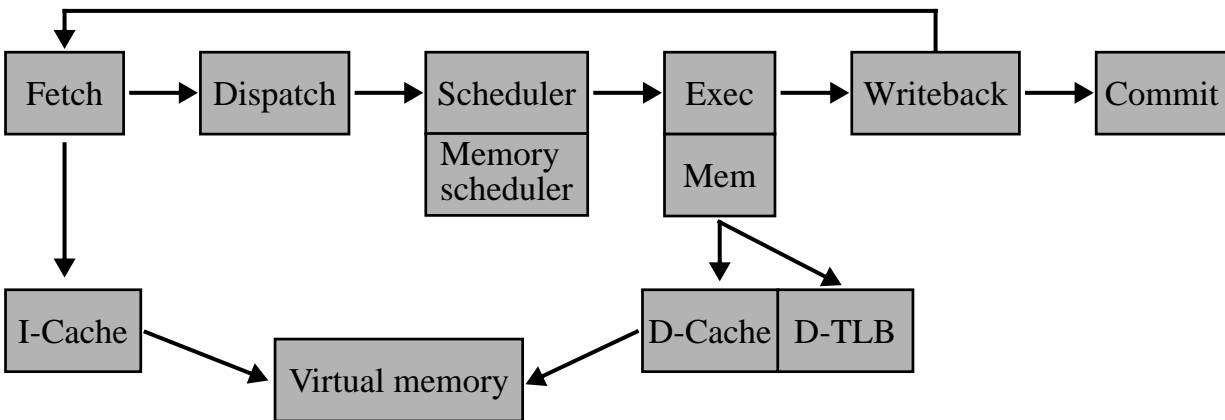 Fetch
Dispatch
Scheduler
Exec
Writeback
Commit
Memory
scheduler
Mem
I-Cache
D-Cache
D-TLB
Virtual memory